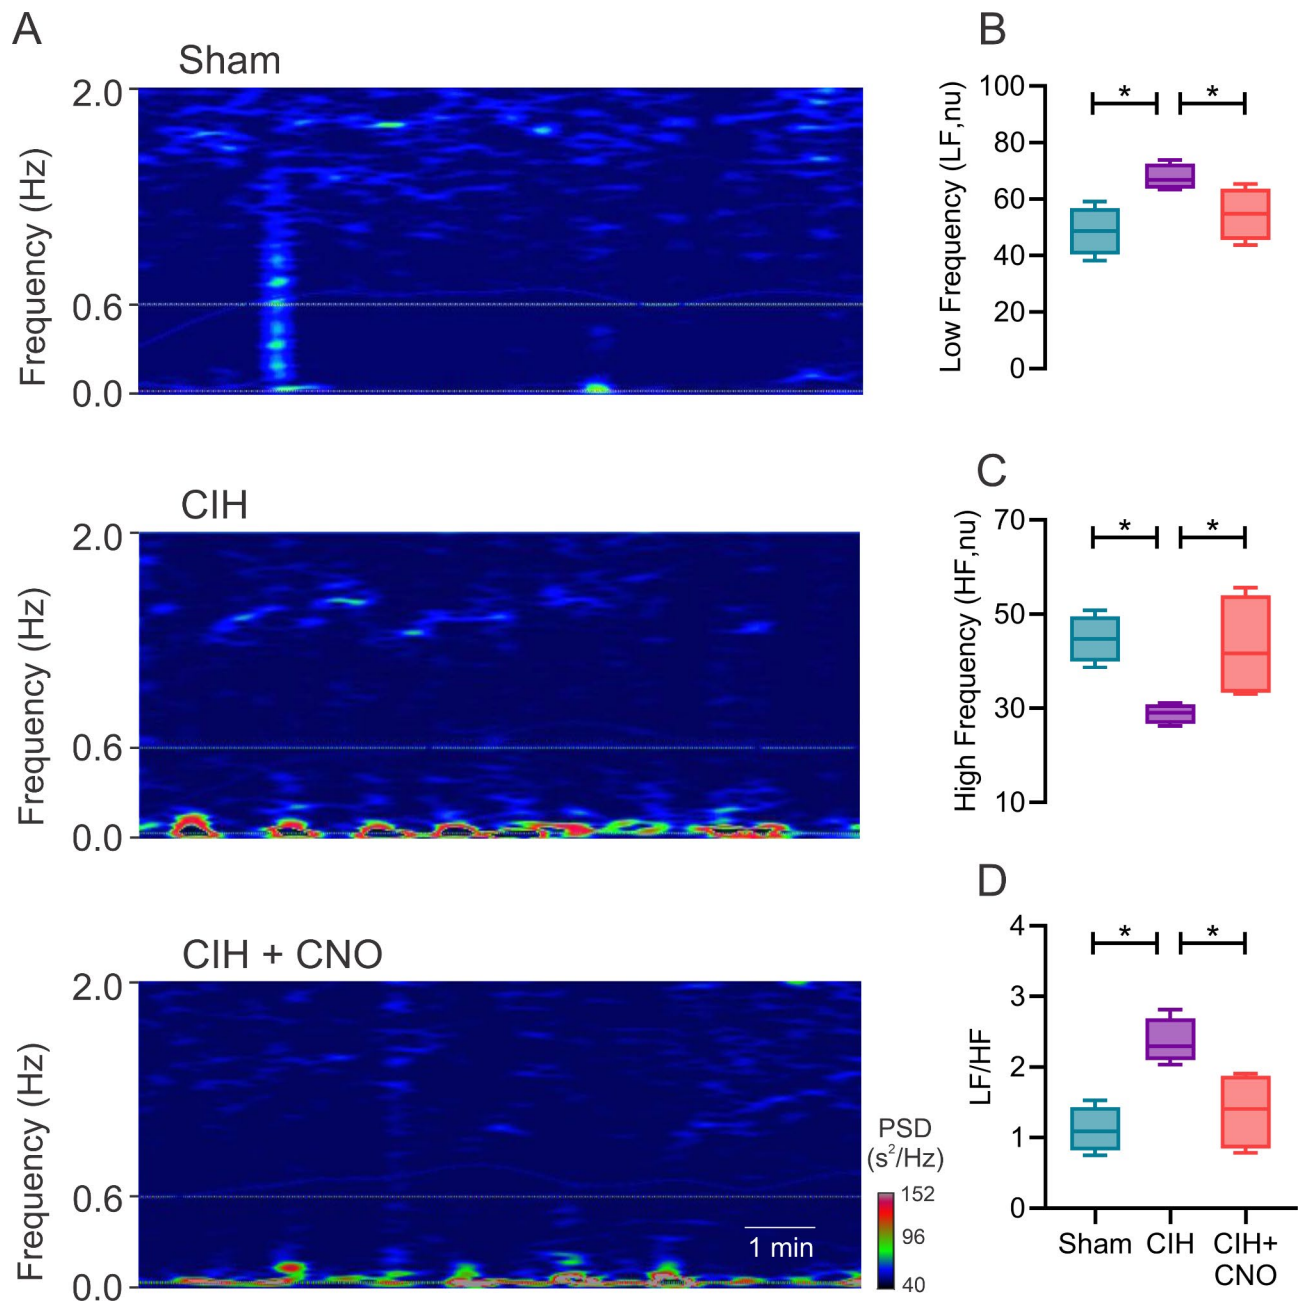 A
Sham
2.0
0.6
0.0
Frequency (Hz)
CIH
2.0
0.6
0.0
Frequency (Hz)
CIH + CNO
2.0
0.6
0.0
Frequency (Hz)
1 min
PSD
(s²/Hz)
152
96
40
B
100
80
60
40
20
0
Low Frequency (LF,nu)
* *
C
70
50
30
10
High Frequency (HF,nu)
* *
D
4
3
2
1
0
LF/HF
* *
Sham CIH CIH+
CNO